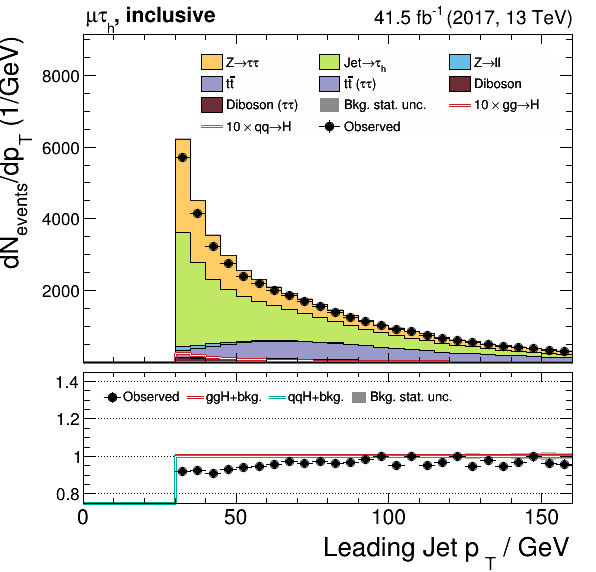 μτh, inclusive 41.5 fb⁻¹ (2017, 13 TeV)
dNevents/dpT (1/GeV)
8000
6000
4000
2000
Z→ττ Jet→τh Z→ll
tt̅ tt̅ (ττ) Diboson
Diboson (ττ) Bkg. stat. unc. 10 × gg→H
10 × qq→H Observed
1.4
1.2
1
0.8
Observed ggH+bkg. qqH+bkg. Bkg. stat. unc.
0 50 100 150
Leading Jet pT / GeV